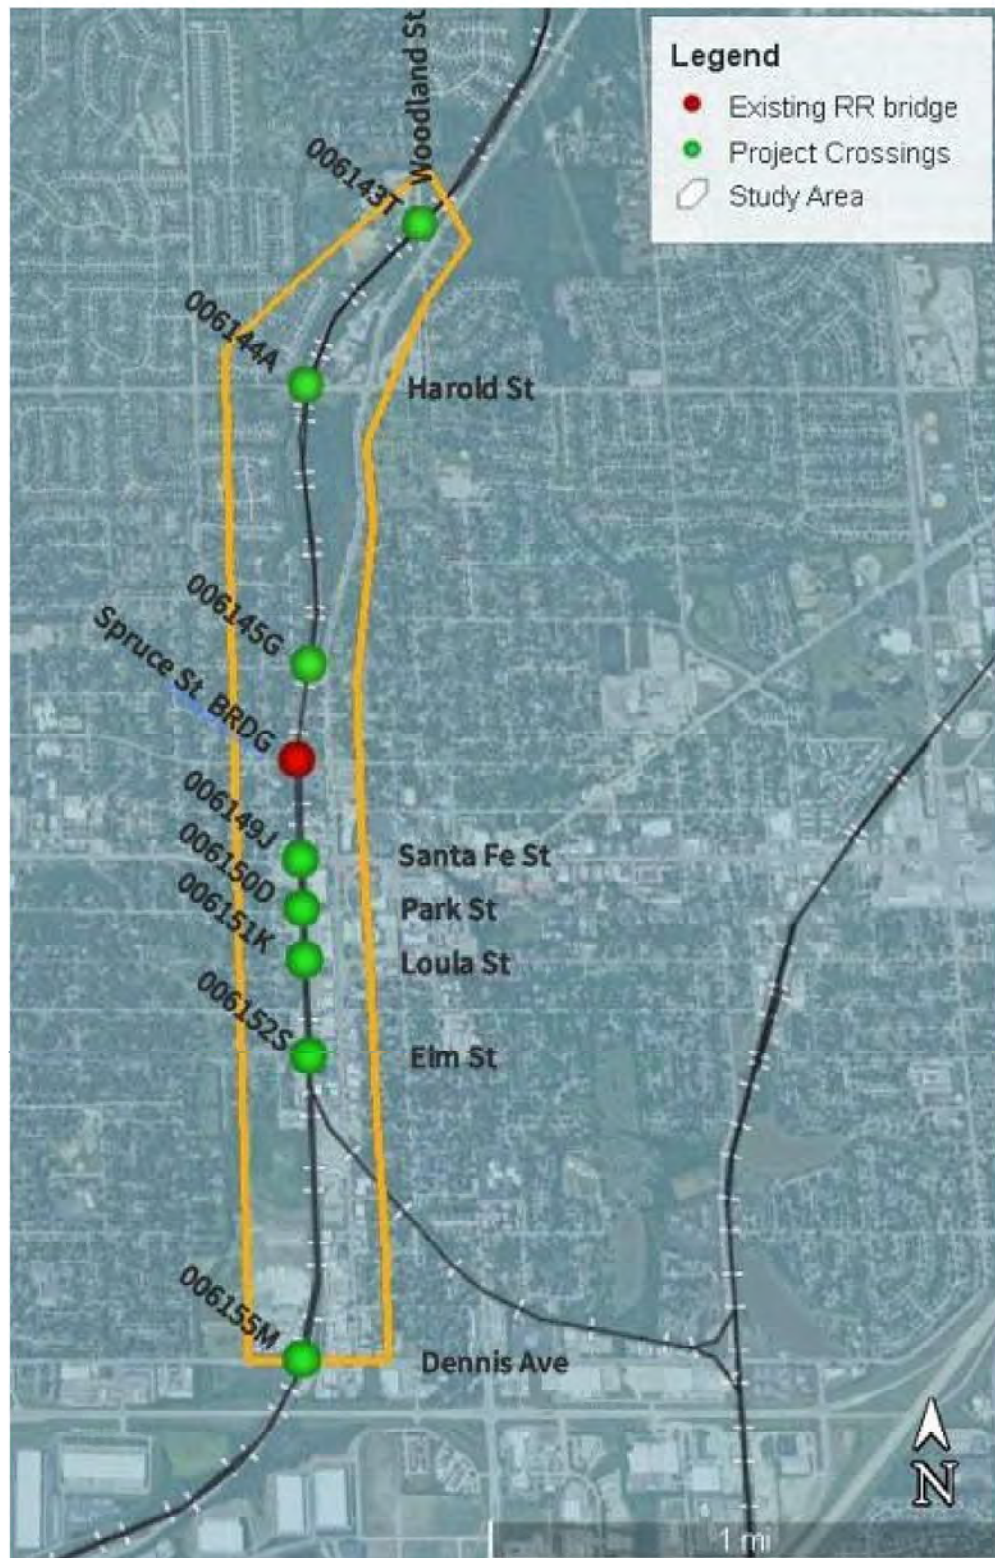 Woodland St
Legend
Existing RR bridge
Project Crossings
Study Area
006143T
006144A
Harold St
006145G
Spruce St BRDG
006149J
Santa Fe St
006150D
Park St
006151K
Loula St
006152S
Elm St
006155M
Dennis Ave
N
1 mi